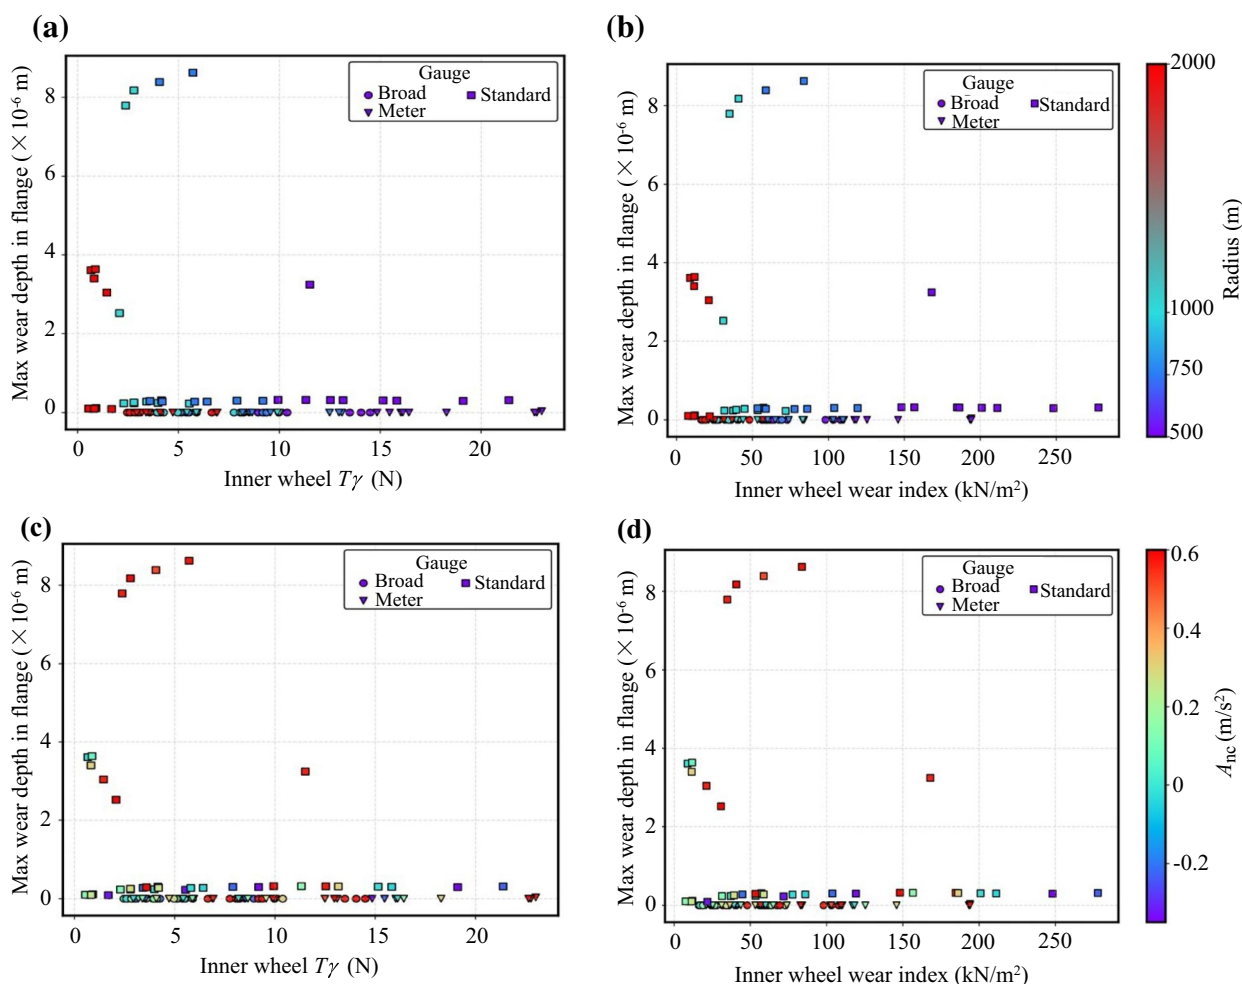 (a)
Max wear depth in flange (×10⁻⁶ m)
8
6
4
2
0
Gauge
Broad
Standard
Meter
0 5 10 15 20
Inner wheel Tγ (N)
(b)
Max wear depth in flange (×10⁻⁶ m)
8
6
4
2
0
Gauge
Broad
Standard
Meter
0 50 100 150 200 250
Inner wheel wear index (kN/m²)
2000
1000
750
500
Radius (m)
(c)
Max wear depth in flange (×10⁻⁶ m)
8
6
4
2
0
Gauge
Broad
Standard
Meter
0 5 10 15 20
Inner wheel Tγ (N)
(d)
Max wear depth in flange (×10⁻⁶ m)
8
6
4
2
0
Gauge
Broad
Standard
Meter
0 50 100 150 200 250
Inner wheel wear index (kN/m²)
0.6
0.4
0.2
0
-0.2
Anc (m/s²)